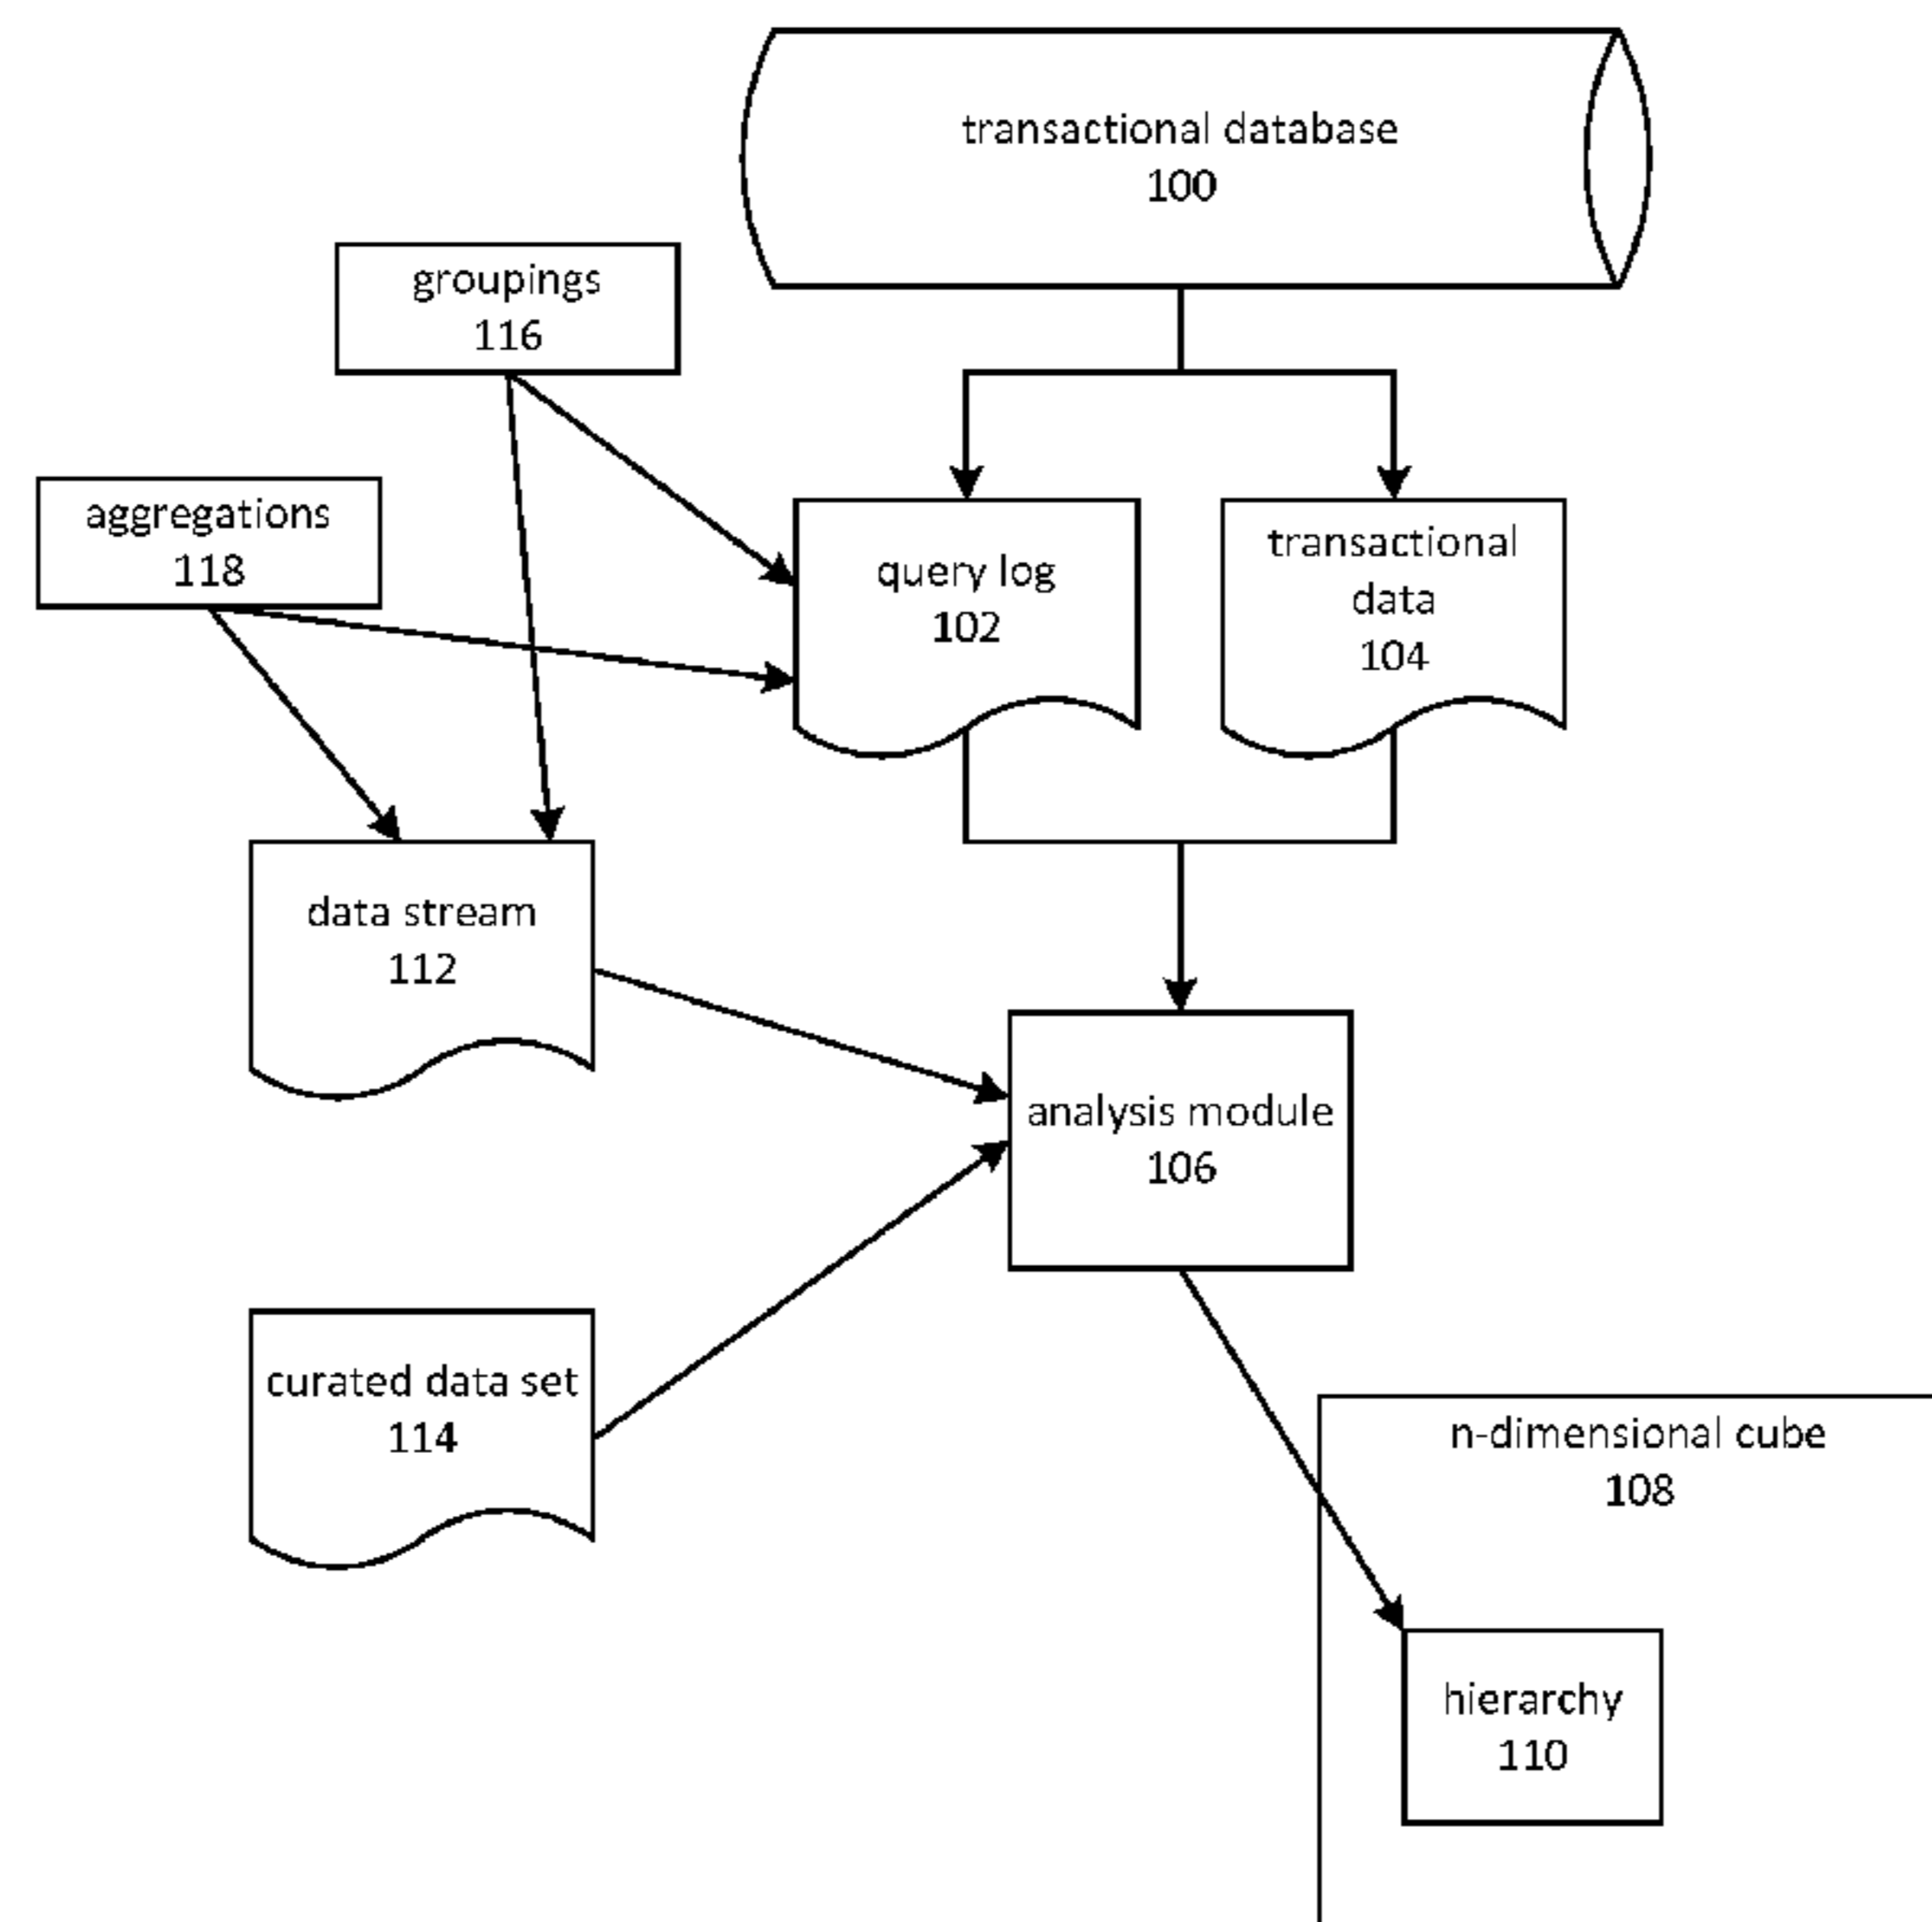 transactional database
100
groupings
116
aggregations
118
query log
102
transactional
data
104
data stream
112
analysis module
106
curated data set
114
n-dimensional cube
108
hierarchy
110